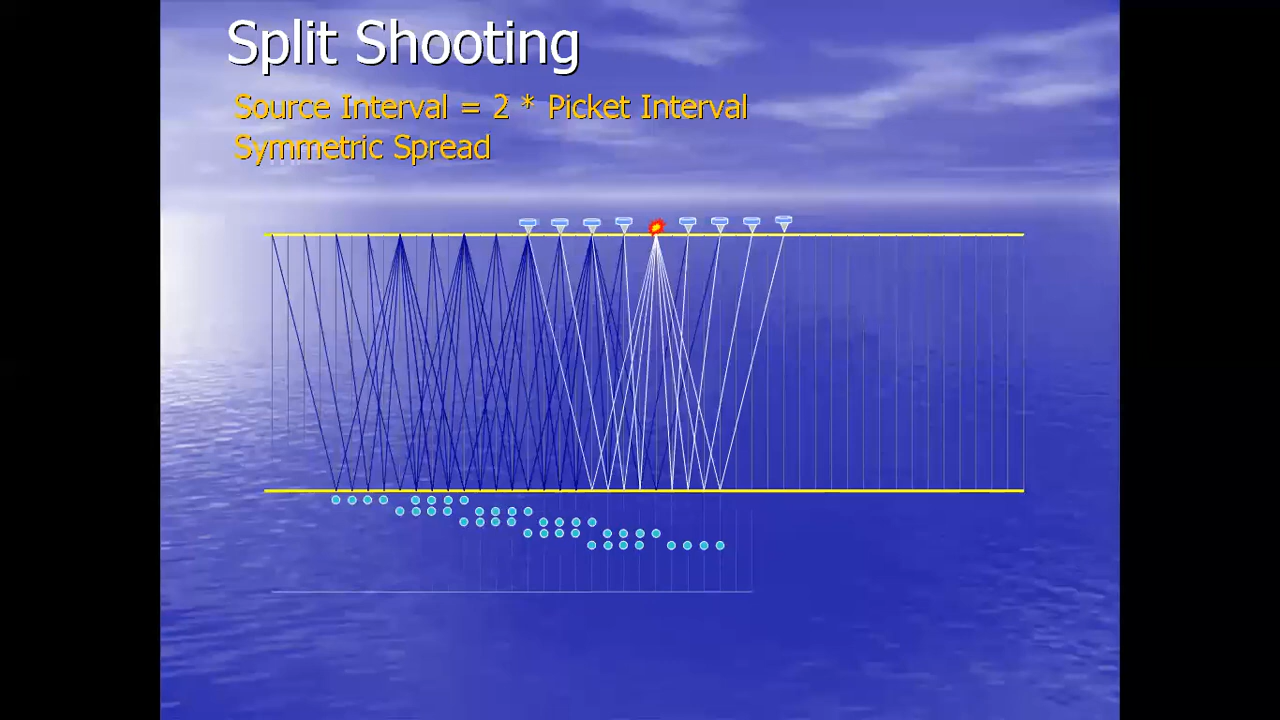 Split Shooting
Source Interval = 2 * Picket Interval
Symmetric Spread